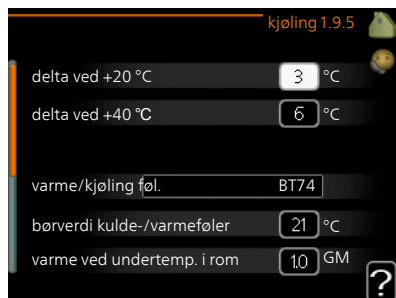 kjøling 1.9.5
delta ved +20 °C 3 °C
delta ved +40 °C 6 °C
varme/kjøling føl. BT74
børverdi kulde-/varmeføler 21 °C
varme ved undertemp. i rom 1.0 GM
?